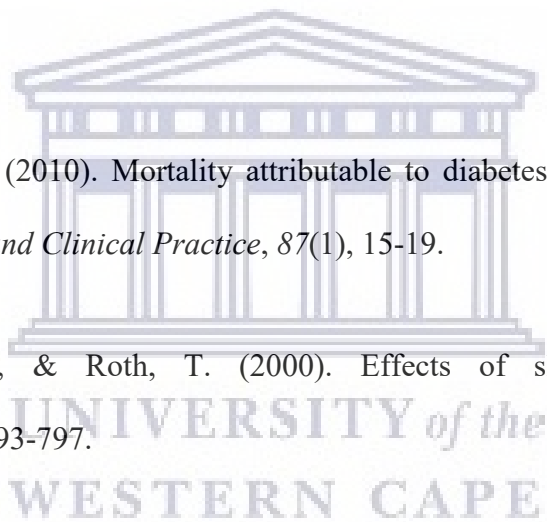 (2010). Mortality attributable to diabetes
nd Clinical Practice, 87(1), 15-19.
, & Roth, T. (2000). Effects of s
UNIVERSITY of the
93-797.
WESTERN CAPE